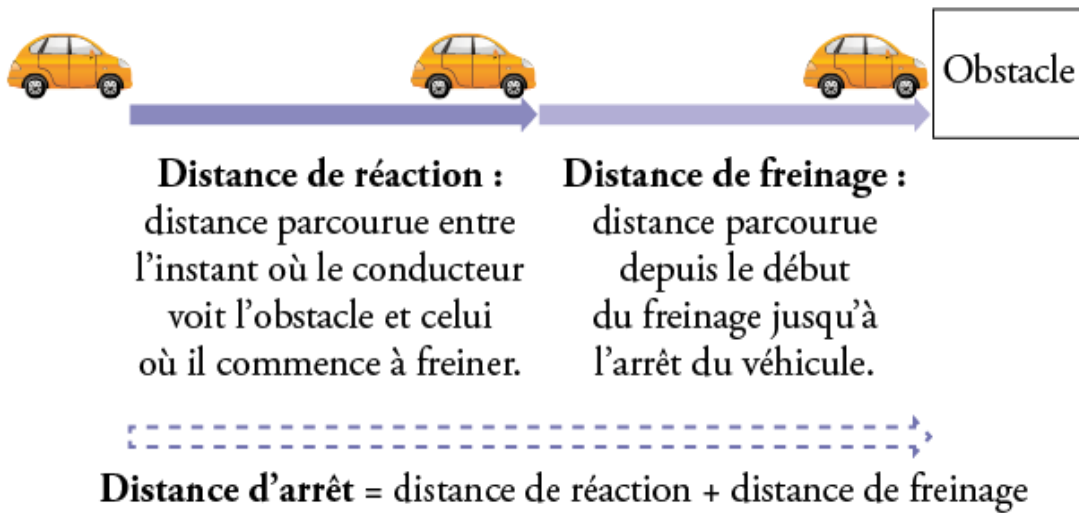 Obstacle
Distance de réaction :
distance parcourue entre
l’instant où le conducteur
voit l’obstacle et celui
où il commence à freiner.
Distance de freinage :
distance parcourue
depuis le début
du freinage jusqu’à
l’arrêt du véhicule.
Distance d’arrêt = distance de réaction + distance de freinage